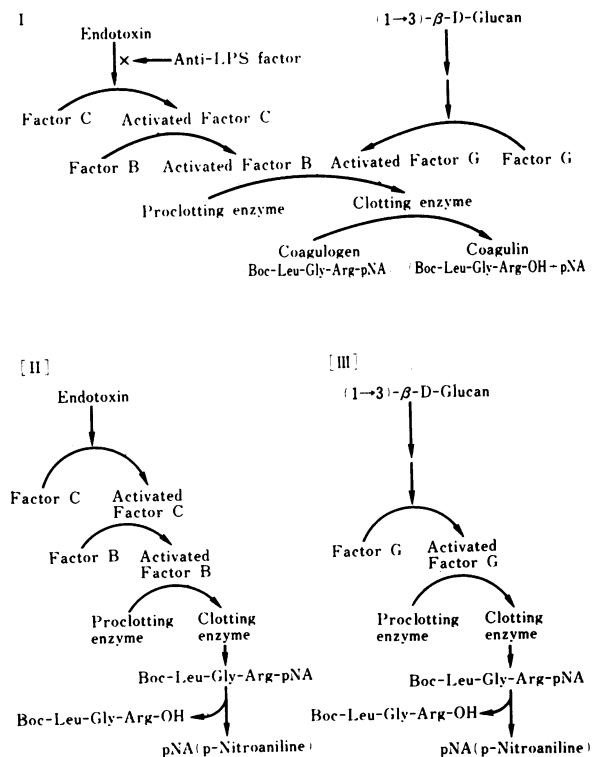 I
Endotoxin
(1→3)-β-D-Glucan
× Anti-LPS factor
Factor C Activated Factor C
Factor B Activated Factor B Activated Factor G Factor G
Proclotting enzyme Clotting enzyme
Coagulogen Coagulin
Boc-Leu-Gly-Arg-pNA (Boc-Leu-Gly-Arg-OH+pNA
[II]
Endotoxin
Factor C Activated
Factor C
Factor B Activated
Factor B
Proclotting Clotting
enzyme enzyme
Boc-Leu-Gly-Arg-pNA
Boc-Leu-Gly-Arg-OH
pNA(p-Nitroaniline)
[III]
(1→3)-β-D-Glucan
Factor G Activated
Factor G
Proclotting Clotting
enzyme enzyme
Boc-Leu-Gly-Arg-pNA
Boc-Leu-Gly-Arg-OH
pNA(p-Nitroaniline)